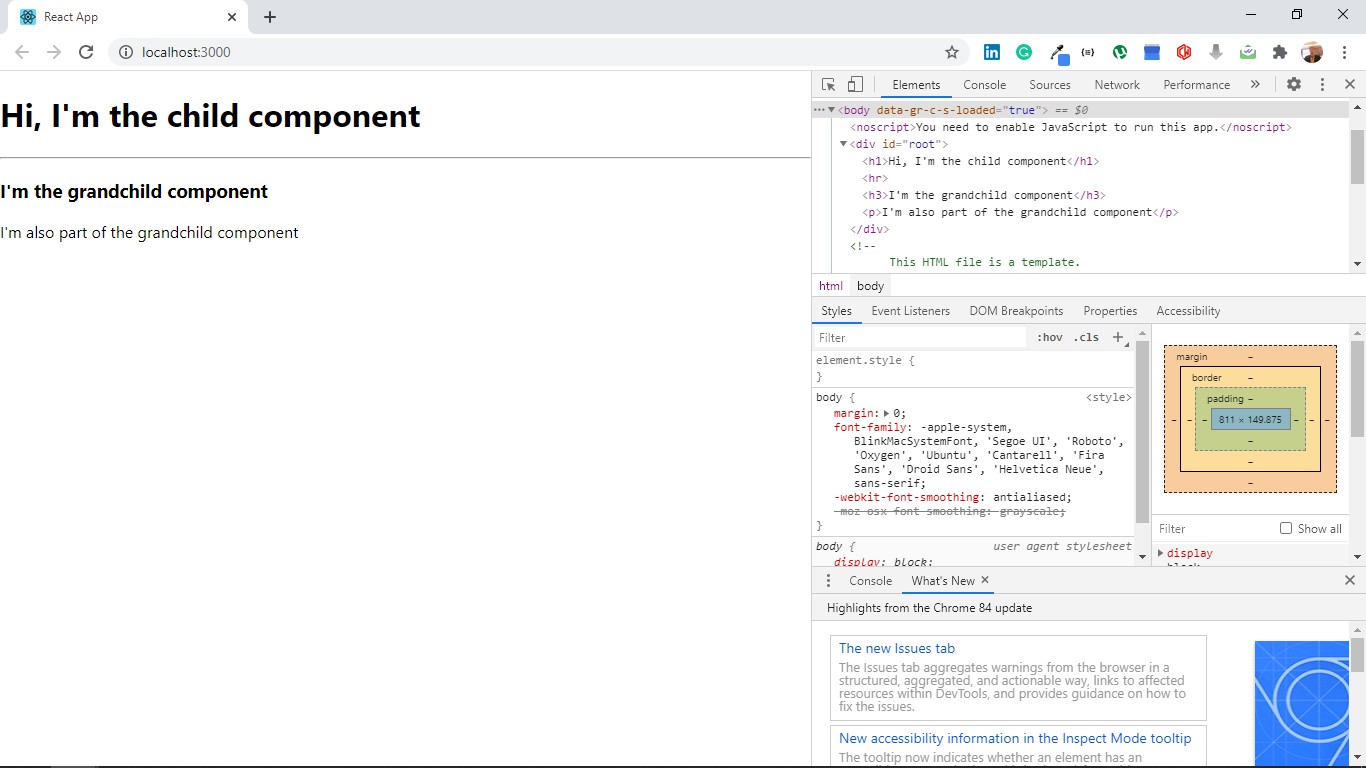 React App
localhost:3000
Hi, I'm the child component
I'm the grandchild component
I'm also part of the grandchild component
Elements Console Sources Network Performance »
<body data-gr-c-s-loaded="true"> == $0
<noscript>You need to enable JavaScript to run this app.</noscript>
<div id="root">
<h1>Hi, I'm the child component</h1>
<hr>
<h3>I'm the grandchild component</h3>
<p>I'm also part of the grandchild component</p>
</div>
<!--
This HTML file is a template.
html body
Styles Event Listeners DOM Breakpoints Properties Accessibility
Filter :hov .cls +
element.style {
}
body { <style>
margin: 0;
font-family: -apple-system,
BlinkMacSystemFont, 'Segoe UI', 'Roboto',
'Oxygen', 'Ubuntu', 'Cantarell', 'Fira
Sans', 'Droid Sans', 'Helvetica Neue',
sans-serif;
-webkit-font-smoothing: antialiased;
-moz-osx-font-smoothing: grayscale;
}
body { user agent stylesheet
display: block;
margin –
border –
padding –
– – – 811 × 149.875 – – –
–
–
–
Filter Show all
display
block
Console What's New
Highlights from the Chrome 84 update
The new Issues tab
The Issues tab aggregates warnings from the browser in a
structured, aggregated, and actionable way, links to affected
resources within DevTools, and provides guidance on how to
fix the issues.
New accessibility information in the Inspect Mode tooltip
The tooltip now indicates whether an element has an